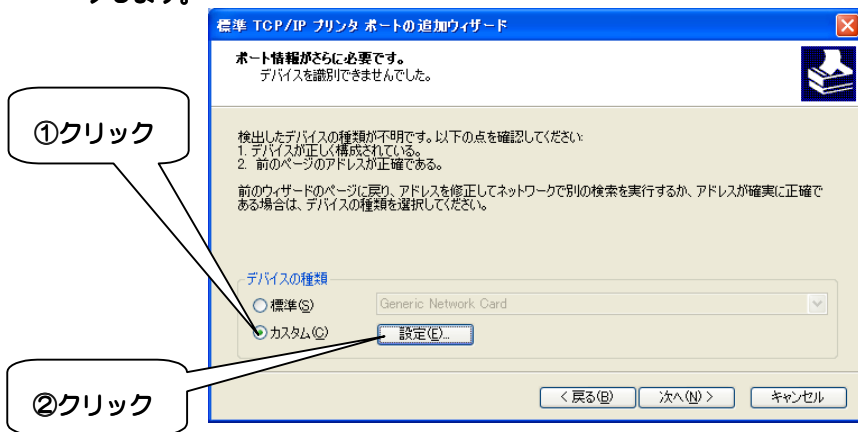 クします。
標準 TCP/IP プリンタ ポートの追加ウィザード
ポート情報がさらに必要です。
デバイスを識別できませんでした。
①クリック
検出したデバイスの種類が不明です。以下の点を確認してください:
1. デバイスが正しく構成されている。
2. 前のページのアドレスが正確である。
前のウィザードのページに戻り、アドレスを修正してネットワークで別の検索を実行するか、アドレスが確実に正確で
ある場合は、デバイスの種類を選択してください。
デバイスの種類
標準(S)
Generic Network Card
カスタム(C)
設定(E)...
②クリック
< 戻る(B)
次へ(N) >
キャンセル